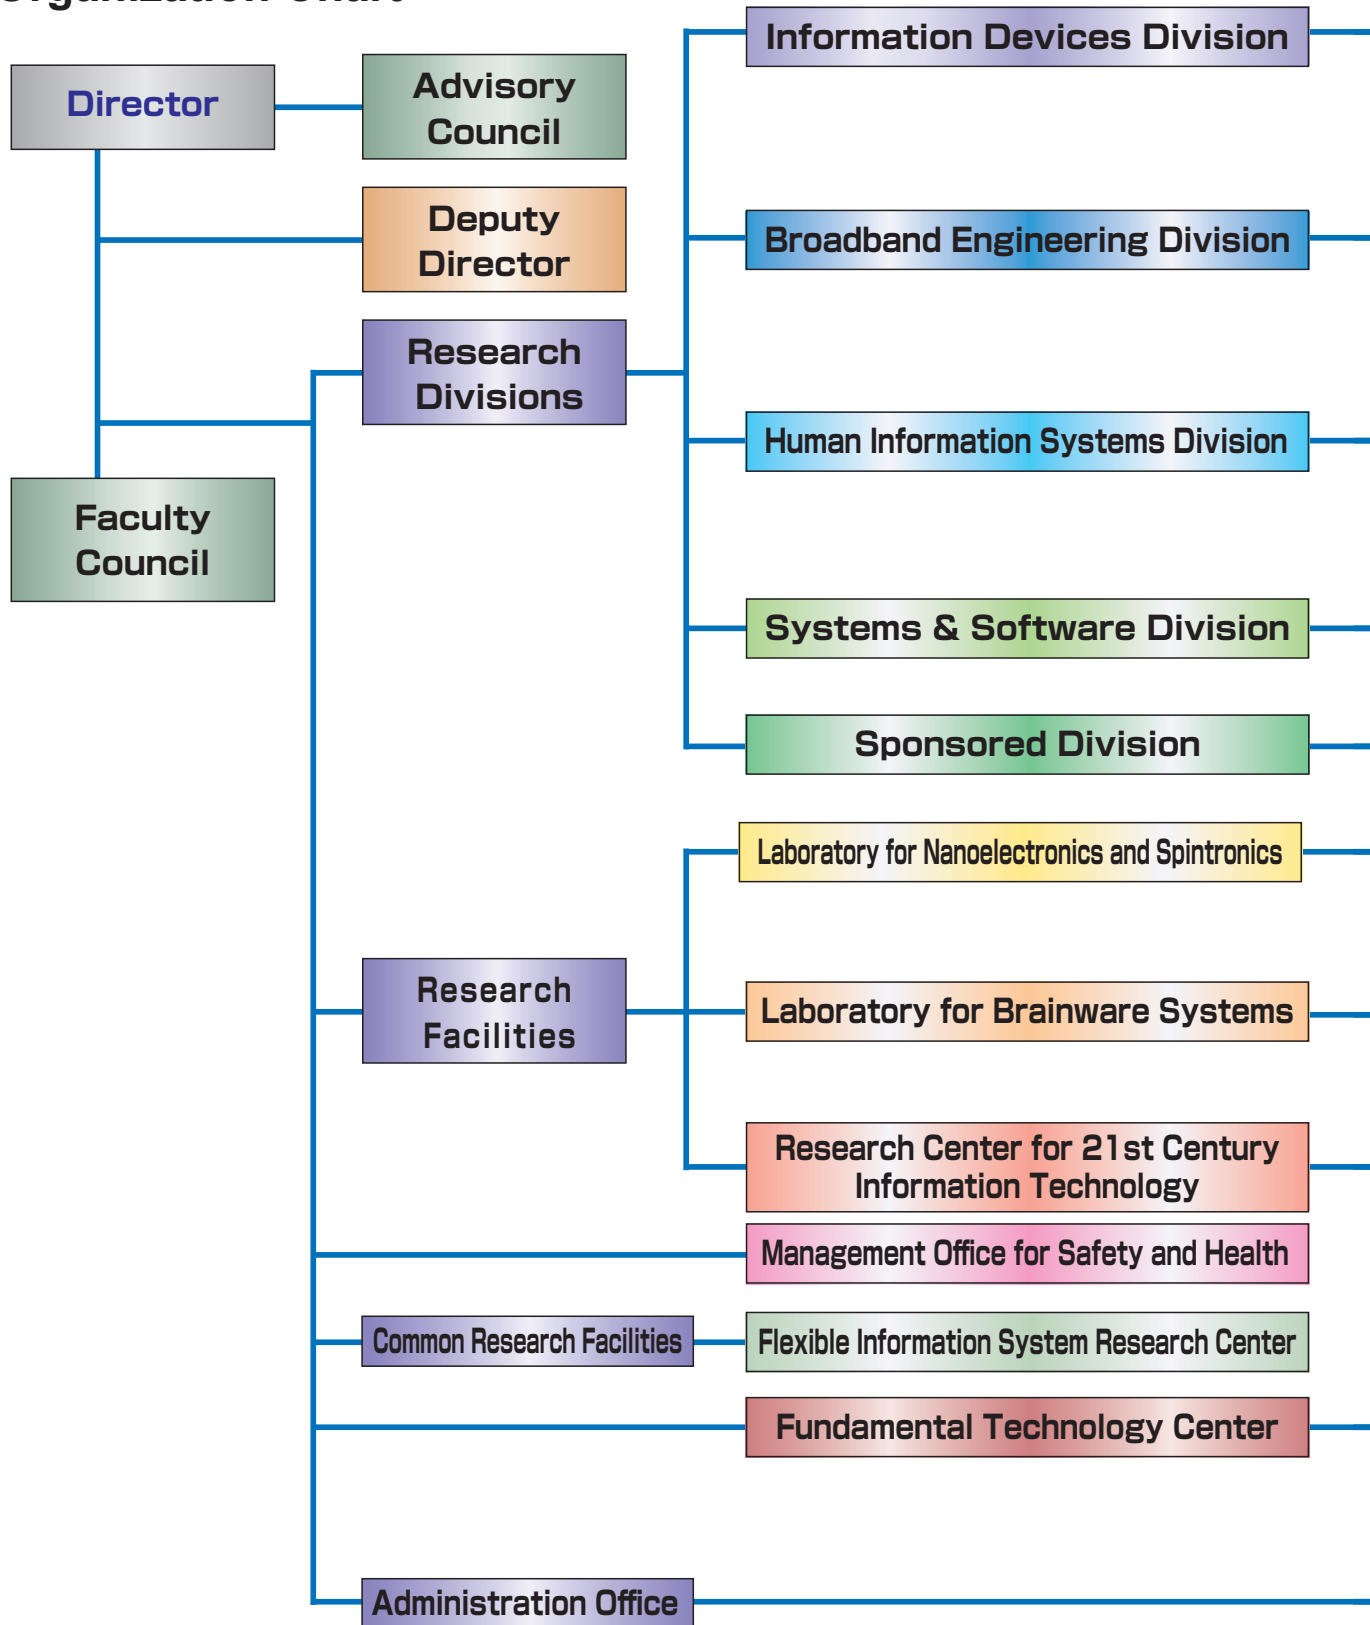 Organization Chart
Director
Advisory
Council
Deputy
Director
Research
Divisions
Faculty
Council
Information Devices Division
Broadband Engineering Division
Human Information Systems Division
Systems & Software Division
Sponsored Division
Research
Facilities
Laboratory for Nanoelectronics and Spintronics
Laboratory for Brainware Systems
Research Center for 21st Century
Information Technology
Management Office for Safety and Health
Common Research Facilities
Flexible Information System Research Center
Fundamental Technology Center
Administration Office